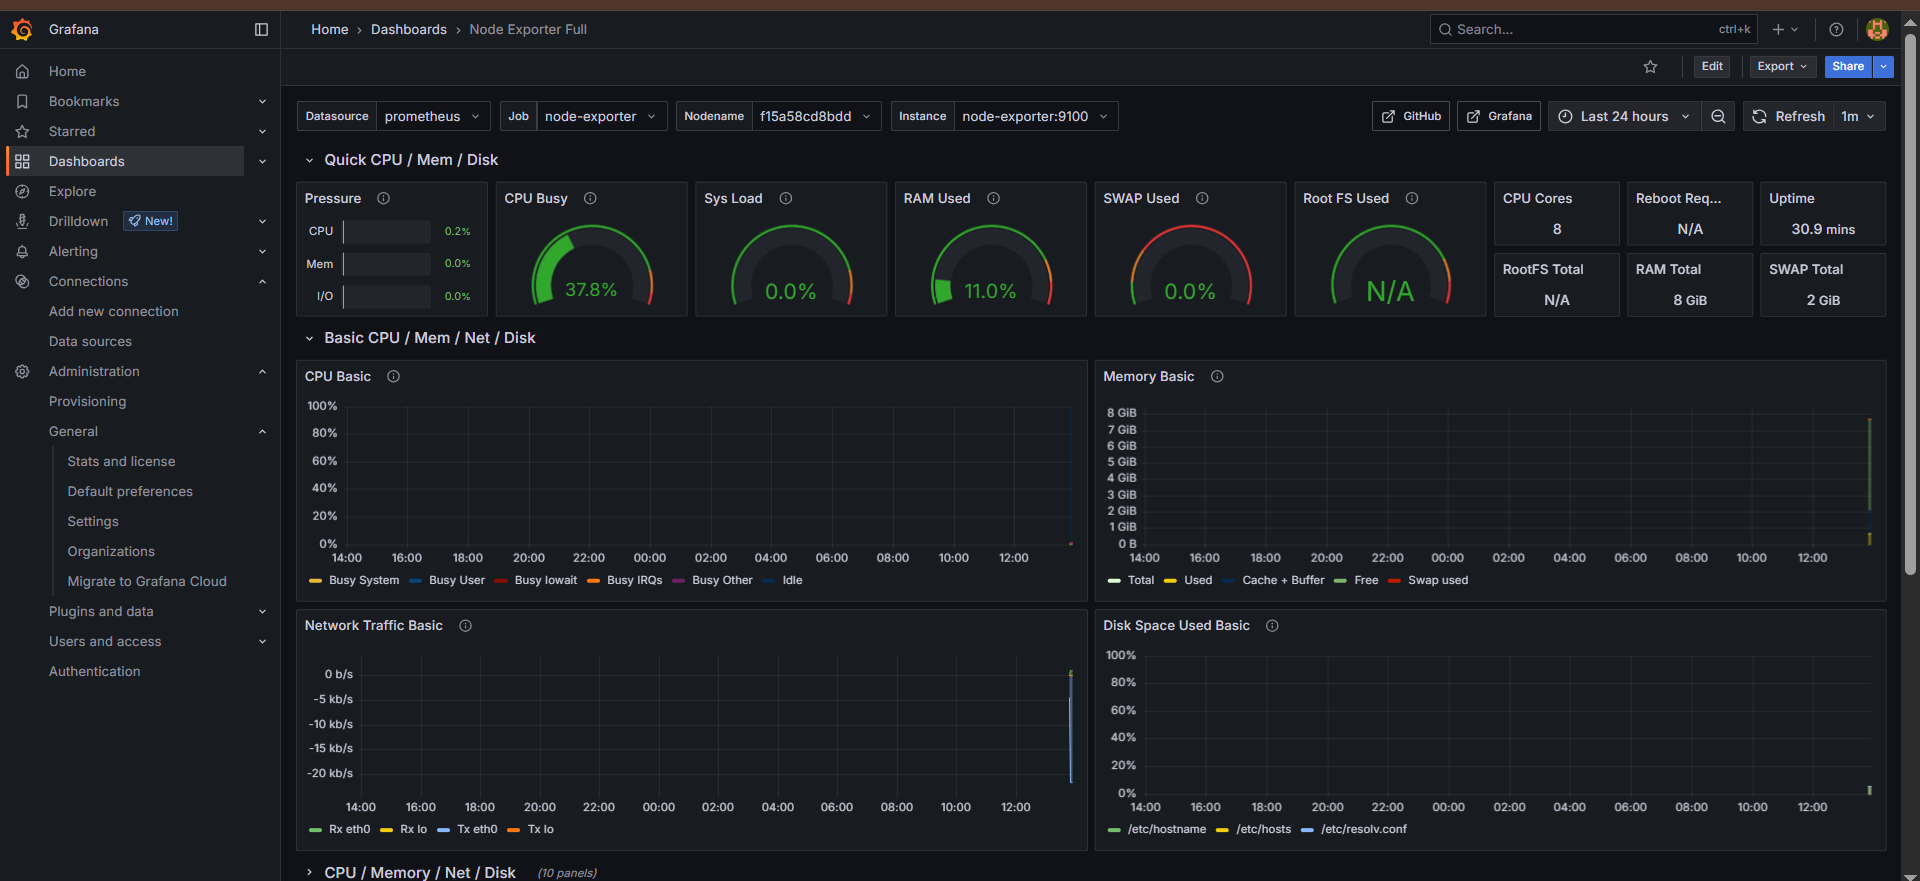 Grafana
Home › Dashboards › Node Exporter Full
Search... ctrl+k
Home
Bookmarks
Starred
Dashboards
Explore
Drilldown New!
Alerting
Connections
Add new connection
Data sources
Administration
Provisioning
General
Stats and license
Default preferences
Settings
Organizations
Migrate to Grafana Cloud
Plugins and data
Users and access
Authentication
Edit Export Share
Datasource prometheus Job node-exporter Nodename f15a58cd8bdd Instance node-exporter:9100 GitHub Grafana Last 24 hours Refresh 1m
Quick CPU / Mem / Disk
Pressure
CPU 0.2%
Mem 0.0%
I/O 0.0%
CPU Busy
37.8%
Sys Load
0.0%
RAM Used
11.0%
SWAP Used
0.0%
Root FS Used
N/A
CPU Cores
8
Reboot Req...
N/A
Uptime
30.9 mins
RootFS Total
N/A
RAM Total
8 GiB
SWAP Total
2 GiB
Basic CPU / Mem / Net / Disk
CPU Basic
100%
80%
60%
40%
20%
0%
14:00 16:00 18:00 20:00 22:00 00:00 02:00 04:00 06:00 08:00 10:00 12:00
Busy System Busy User Busy Iowait Busy IRQs Busy Other Idle
Memory Basic
8 GiB
7 GiB
6 GiB
5 GiB
4 GiB
3 GiB
2 GiB
1 GiB
0 B
14:00 16:00 18:00 20:00 22:00 00:00 02:00 04:00 06:00 08:00 10:00 12:00
Total Used Cache + Buffer Free Swap used
Network Traffic Basic
0 b/s
-5 kb/s
-10 kb/s
-15 kb/s
-20 kb/s
14:00 16:00 18:00 20:00 22:00 00:00 02:00 04:00 06:00 08:00 10:00 12:00
Rx eth0 Rx lo Tx eth0 Tx lo
Disk Space Used Basic
100%
80%
60%
40%
20%
0%
14:00 16:00 18:00 20:00 22:00 00:00 02:00 04:00 06:00 08:00 10:00 12:00
/etc/hostname /etc/hosts /etc/resolv.conf
CPU / Memory / Net / Disk (10 panels)